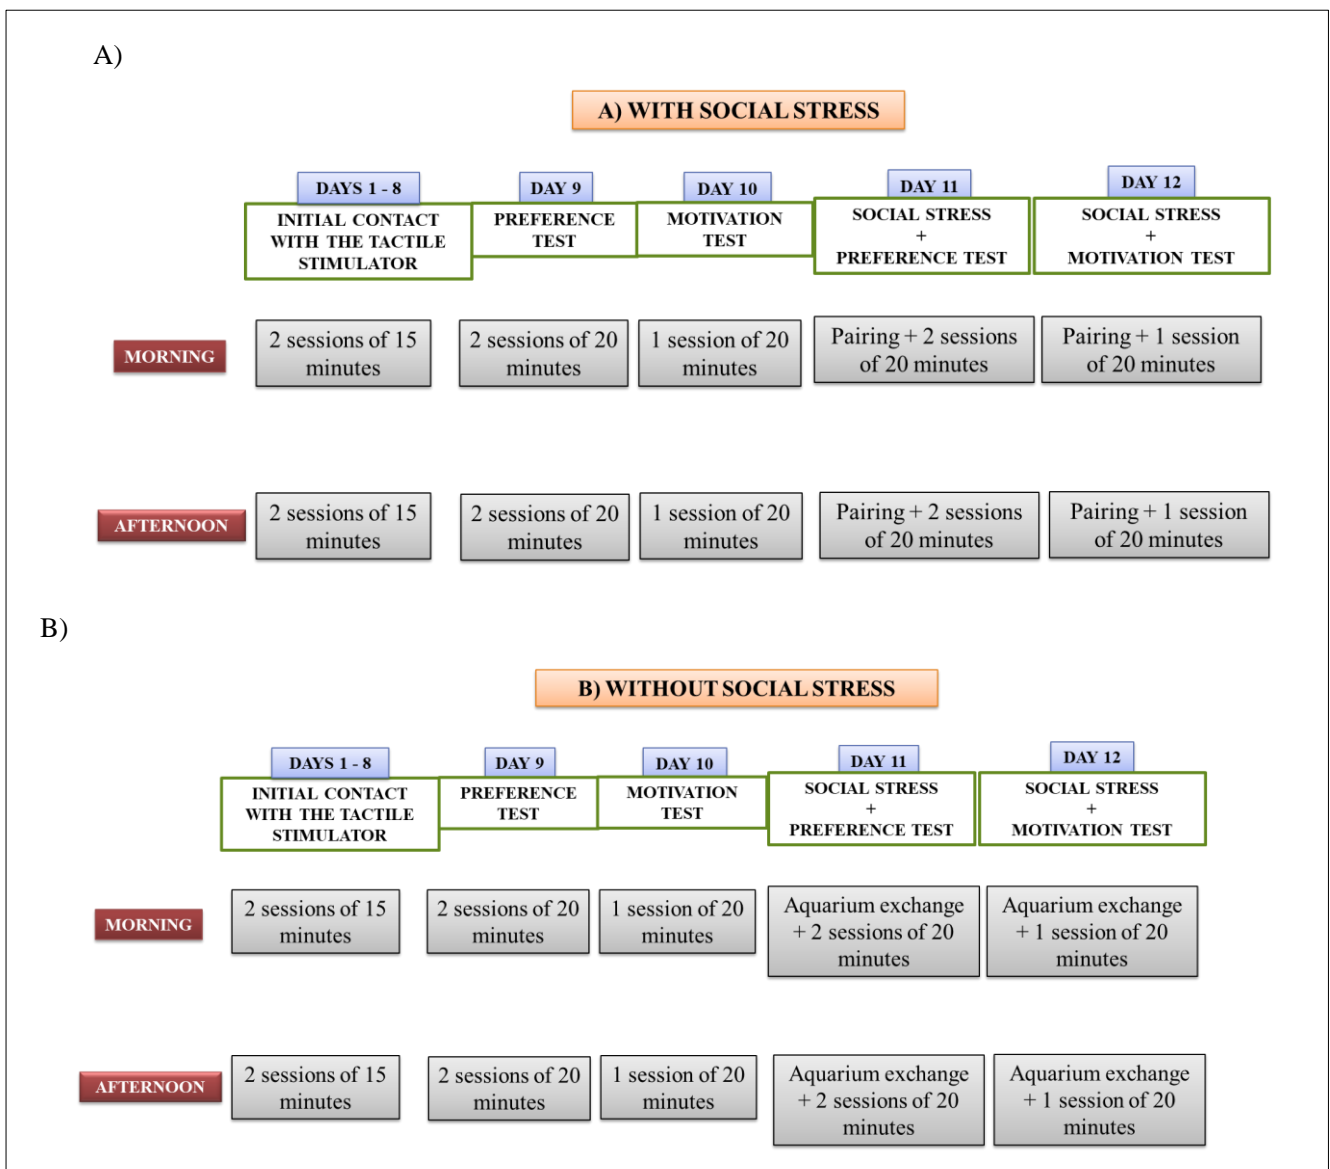 A)
A) WITH SOCIAL STRESS
DAYS 1 - 8
INITIAL CONTACT
WITH THE TACTILE
STIMULATOR
DAY 9
PREFERENCE
TEST
DAY 10
MOTIVATION
TEST
DAY 11
SOCIAL STRESS
+
PREFERENCE TEST
DAY 12
SOCIAL STRESS
+
MOTIVATION TEST
MORNING
2 sessions of 15
minutes
2 sessions of 20
minutes
1 session of 20
minutes
Pairing + 2 sessions
of 20 minutes
Pairing + 1 session
of 20 minutes
AFTERNOON
2 sessions of 15
minutes
2 sessions of 20
minutes
1 session of 20
minutes
Pairing + 2 sessions
of 20 minutes
Pairing + 1 session
of 20 minutes
B)
B) WITHOUT SOCIAL STRESS
DAYS 1 - 8
INITIAL CONTACT
WITH THE TACTILE
STIMULATOR
DAY 9
PREFERENCE
TEST
DAY 10
MOTIVATION
TEST
DAY 11
SOCIAL STRESS
+
PREFERENCE TEST
DAY 12
SOCIAL STRESS
+
MOTIVATION TEST
MORNING
2 sessions of 15
minutes
2 sessions of 20
minutes
1 session of 20
minutes
Aquarium exchange
+ 2 sessions of 20
minutes
Aquarium exchange
+ 1 session of 20
minutes
AFTERNOON
2 sessions of 15
minutes
2 sessions of 20
minutes
1 session of 20
minutes
Aquarium exchange
+ 2 sessions of 20
minutes
Aquarium exchange
+ 1 session of 20
minutes